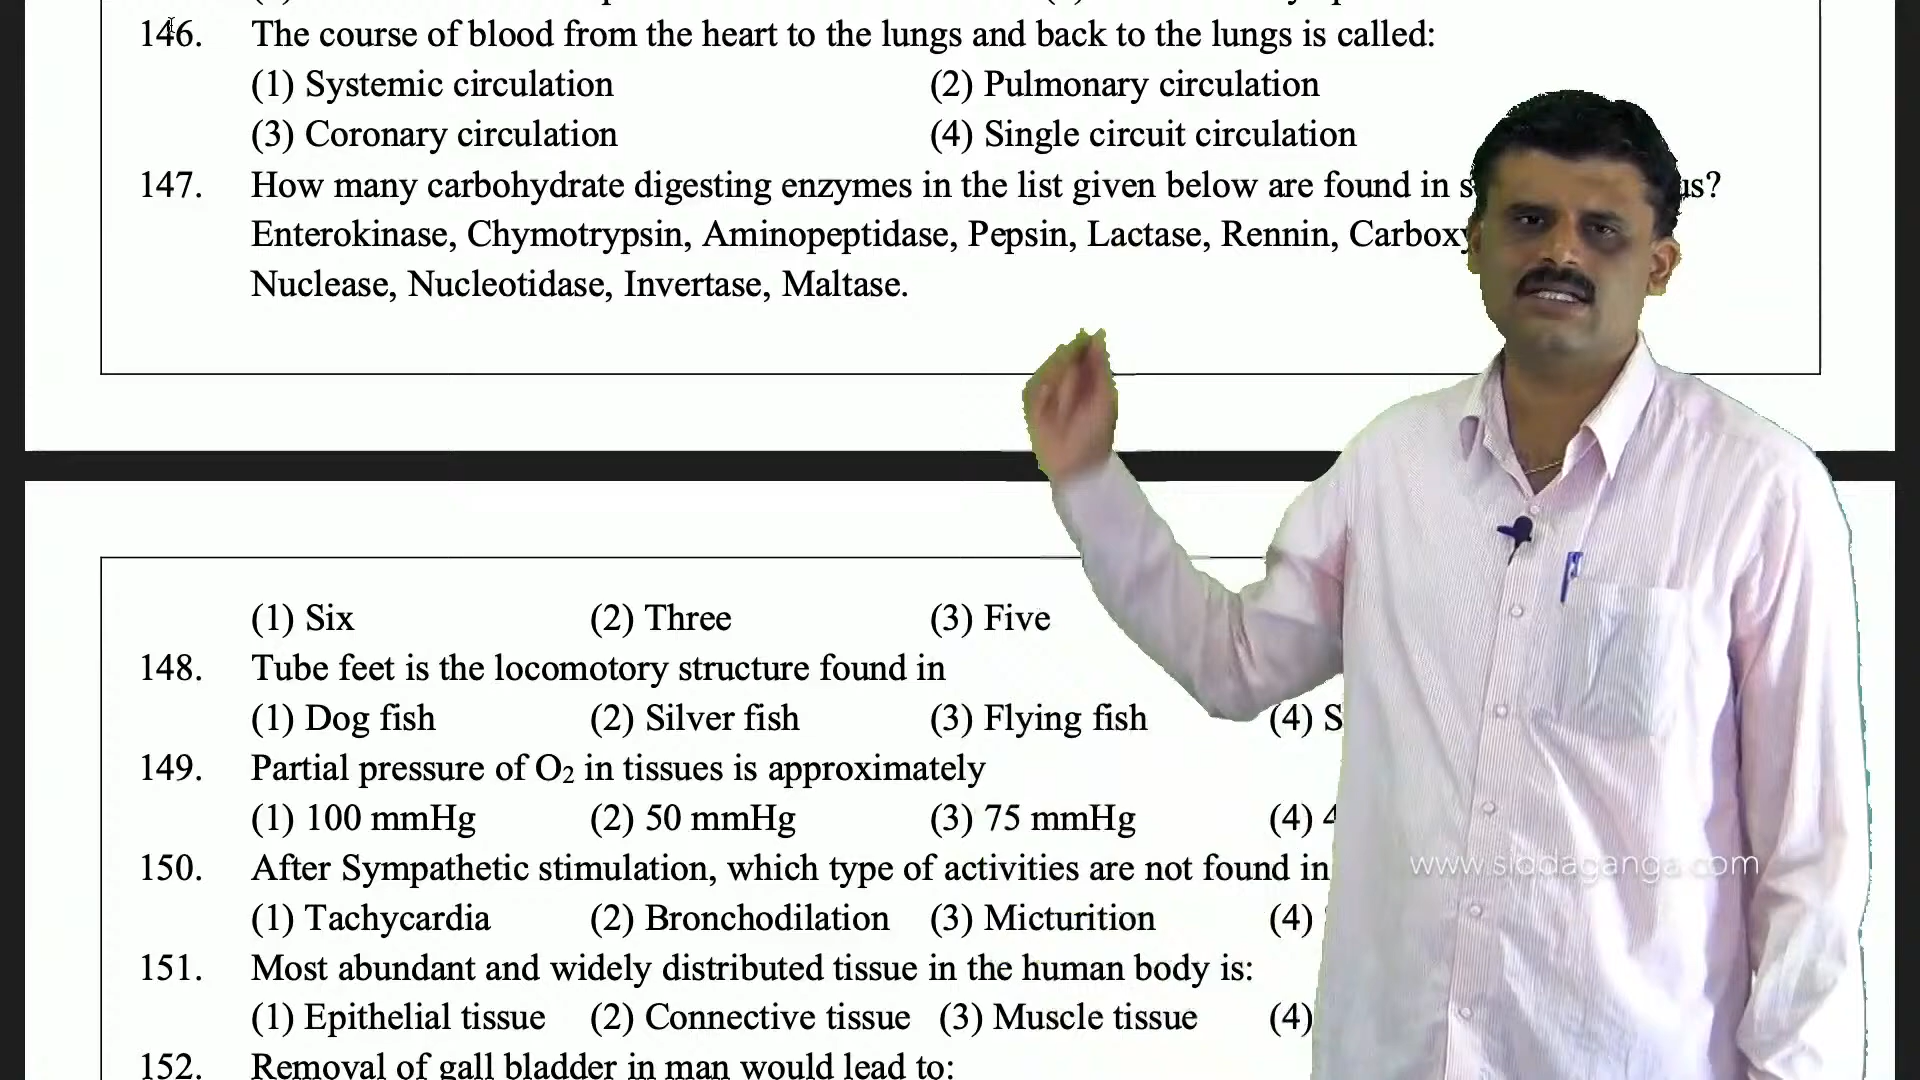 146. The course of blood from the heart to the lungs and back to the lungs is called:
(1) Systemic circulation (2) Pulmonary circulation
(3) Coronary circulation (4) Single circuit circulation
147. How many carbohydrate digesting enzymes in the list given below are found in
Enterokinase, Chymotrypsin, Aminopeptidase, Pepsin, Lactase, Rennin,
Nuclease, Nucleotidase, Invertase, Maltase.
(1) Six (2) Three (3) Five
148. Tube feet is the locomotory structure found in
(1) Dog fish (2) Silver fish (3) Flying fish (4)
149. Partial pressure of O₂ in tissues is approximately
(1) 100 mmHg (2) 50 mmHg (3) 75 mmHg (4)
150. After Sympathetic stimulation, which type of activities are not found in
(1) Tachycardia (2) Bronchodilation (3) Micturition (4)
www.siddaganga.com
151. Most abundant and widely distributed tissue in the human body is:
(1) Epithelial tissue (2) Connective tissue (3) Muscle tissue (4)
152. Removal of gall bladder in man would lead to: